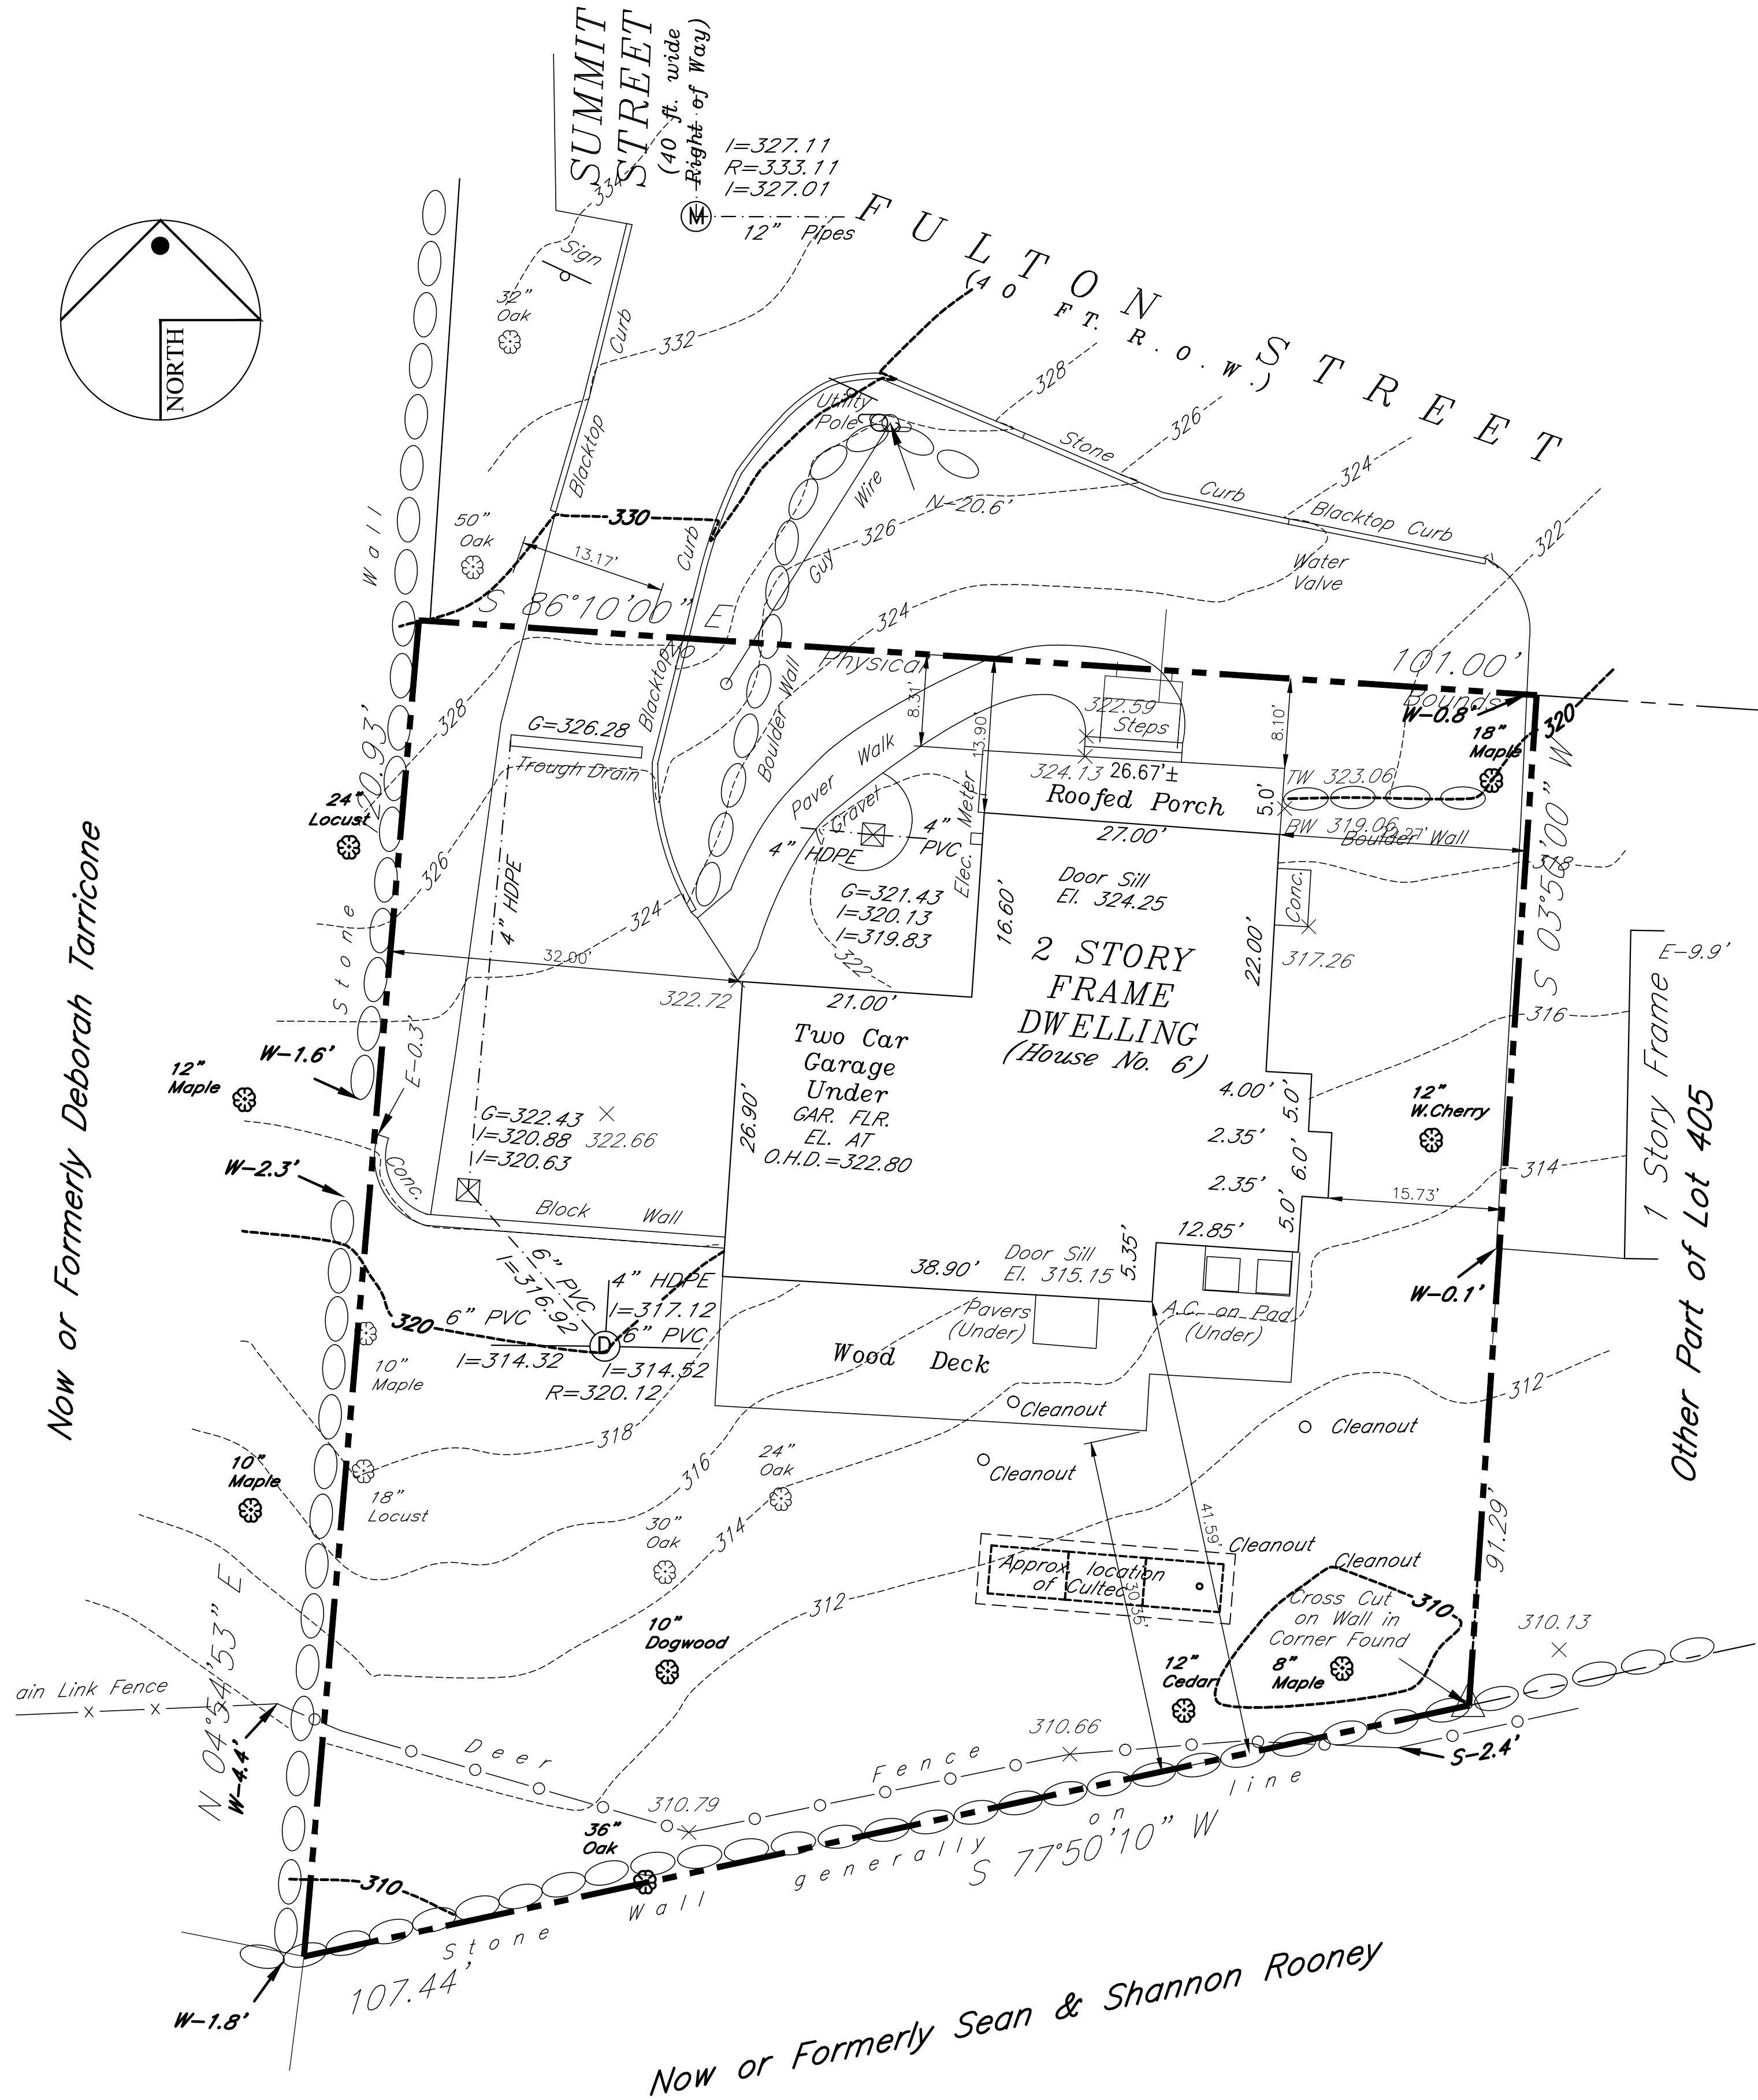 SUMMIT
STREET
(40 ft. wide
Right of Way)
I=327.11
R=333.11
I=327.01
M
12” Pipes
FULTON STREET
(40 FT. R.O.W.)
334
Sign
32”
Oak
NORTH
332
Curb
Blacktop
328
326
324
322
Utility
Pole
Stone
Curb
Blacktop Curb
Wire
Guy
N-20.6’
326
Water
Valve
50”
Oak
330
13.17’
Curb
Wall
S 86°10’00” E
101.00’
No
Physical
Bounds
324
Blacktop
Boulder Wall
328
G=326.28
Trough Drain
8.31’
13.90’
322.59
Steps
8.10’
W-0.8’
18”
Maple
320
Walk
Paver
324.13
26.67’±
Roofed Porch
5.0’
TW 323.06
BW 319.06
Boulder Wall
27.00’
318
24”
Locust
326
4” HDPE
Gravel
4” HDPE
4”
PVC
Elec. Meter
G=321.43
I=320.13
I=319.83
322
Door Sill
El. 324.25
16.60’
22.00’
Conc.
317.26
S 03°50’00” W
E-9.9’
324
Stone
32.00’
322.72
21.00’
2 STORY
FRAME
DWELLING
(House No. 6)
Two Car
Garage
Under
GAR. FLR.
EL. AT
O.H.D.=322.80
26.90’
316
1 Story Frame
Other Part of Lot 405
Now or Formerly Deborah Tarricone
W-1.6’
E-0.3’
12”
Maple
G=322.43
I=320.88
322.66
I=320.63
4.00’
5.0’
2.35’
6.0’
2.35’
5.0’
12”
W.Cherry
314
15.73’
W-2.3’
Conc.
Block Wall
12.85’
5.35’
38.90’
Door Sill
El. 315.15
W-0.1’
6” PVC
I=316.92
4” HDPE
I=317.12
6” PVC
6” PVC
D
320
I=314.32
I=314.52
R=320.12
Pavers
(Under)
A.C. on Pad
(Under)
Wood Deck
10”
Maple
312
Cleanout
Cleanout
318
10”
Maple
316
24”
Oak
Cleanout
18”
Locust
314
30”
Oak
41.59’
91.29’
Cleanout
Cleanout
Approx. location
of Cultec
312
Cross Cut
on Wall in
Corner Found
310
310.13
N 04°54’53” E
10”
Dogwood
12”
Cedar
8”
Maple
ain Link Fence
W-4.4’
310.66
Deer
Fence
S-2.4’
310.79
36”
Oak
310
Stone Wall generally on line
S 77°50’10” W
107.44’
W-1.8’
Now or Formerly Sean & Shannon Rooney